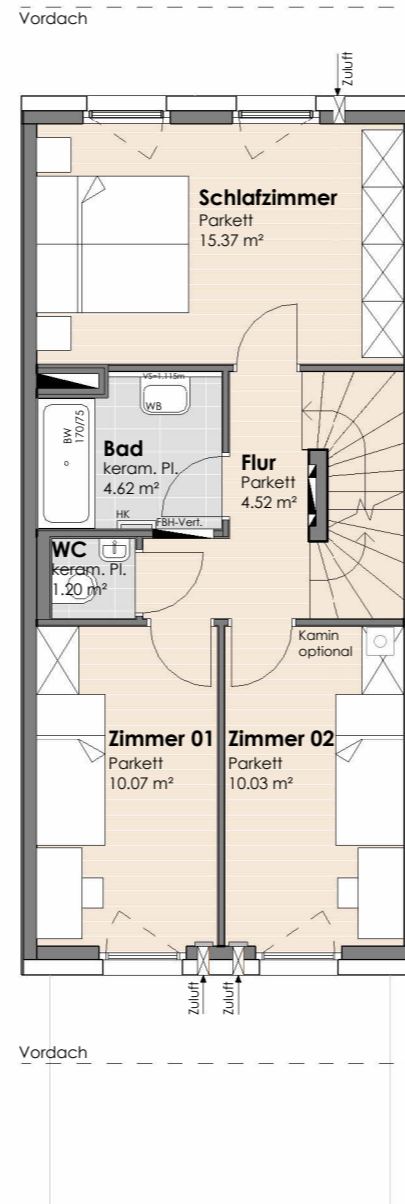 Vordach
Zuluft
Schlafzimmer
Parkett
15.37 m²
VS=1.115m
WB
BW
170/75
Bad
keram. Pl.
4.62 m²
Flur
Parkett
4.52 m²
HK
FBH-Vert.
WC
keram. Pl.
1.20 m²
Kamin
optional
Zimmer 01
Parkett
10.07 m²
Zimmer 02
Parkett
10.03 m²
Zuluft
Zuluft
Vordach